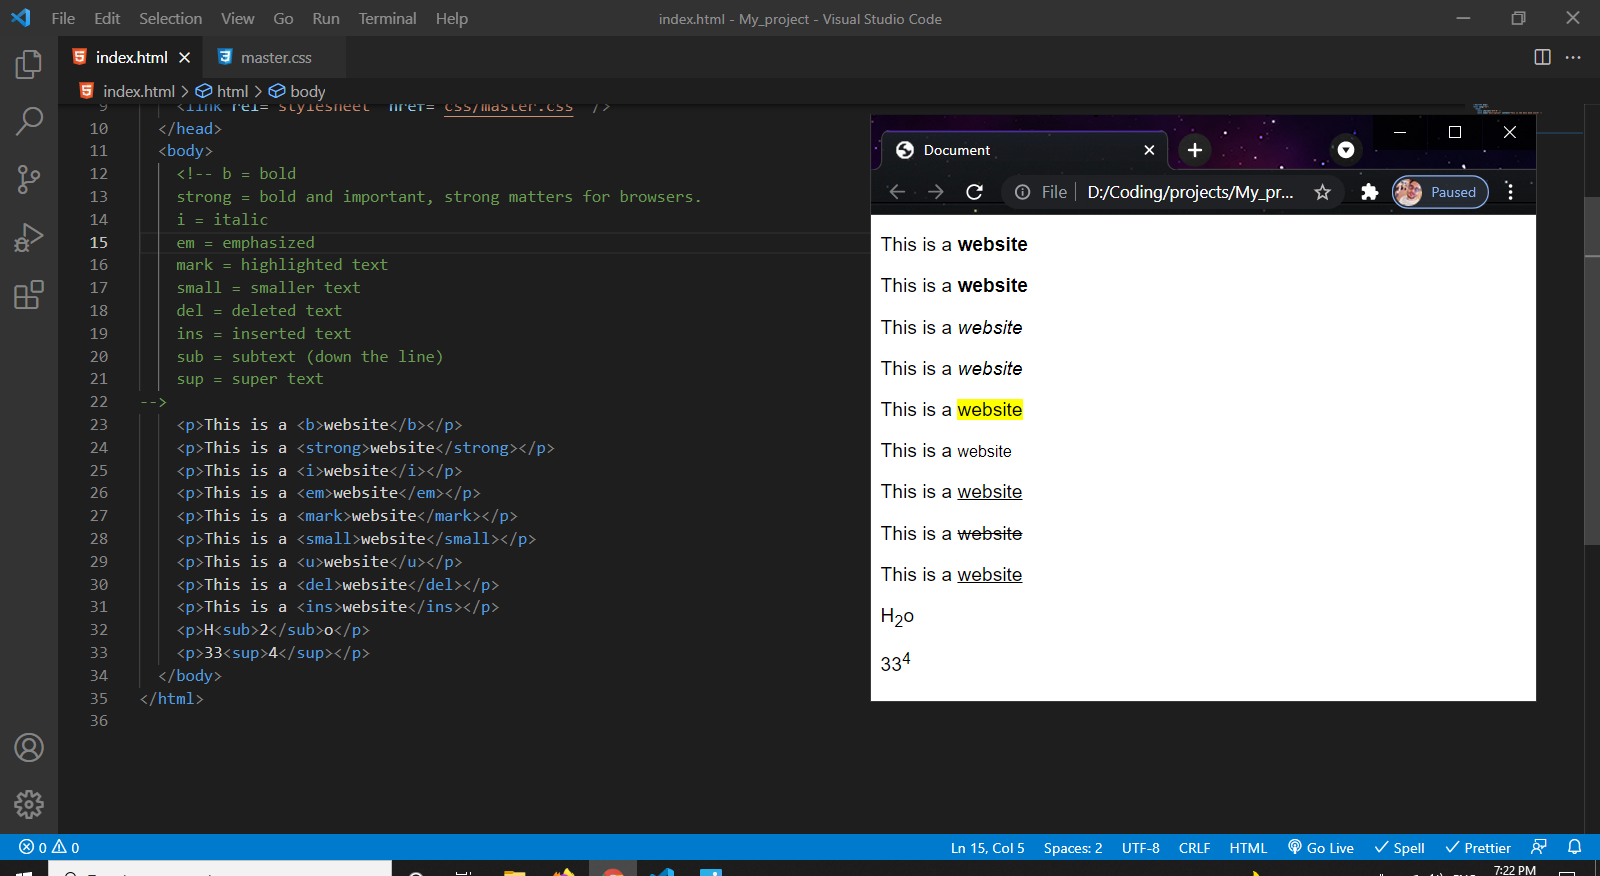 File Edit Selection View Go Run Terminal Help
index.html - My_project - Visual Studio Code
index.html
master.css
index.html > html > body
9 <link rel="stylesheet" href="css/master.css" />
10 </head>
11 <body>
12 <!-- b = bold
13 strong = bold and important, strong matters for browsers.
14 i = italic
15 em = emphasized
16 mark = highlighted text
17 small = smaller text
18 del = deleted text
19 ins = inserted text
20 sub = subtext (down the line)
21 sup = super text
22 -->
23 <p>This is a <b>website</b></p>
24 <p>This is a <strong>website</strong></p>
25 <p>This is a <i>website</i></p>
26 <p>This is a <em>website</em></p>
27 <p>This is a <mark>website</mark></p>
28 <p>This is a <small>website</small></p>
29 <p>This is a <u>website</u></p>
30 <p>This is a <del>website</del></p>
31 <p>This is a <ins>website</ins></p>
32 <p>H<sub>2</sub>o</p>
33 <p>33<sup>4</sup></p>
34 </body>
35 </html>
36
Document
File D:/Coding/projects/My_pr...
Paused
This is a website
This is a website
This is a website
This is a website
This is a website
This is a website
This is a website
This is a website
This is a website
H2o
334
0 0
Ln 15, Col 5 Spaces: 2 UTF-8 CRLF HTML Go Live Spell Prettier
7:22 PM